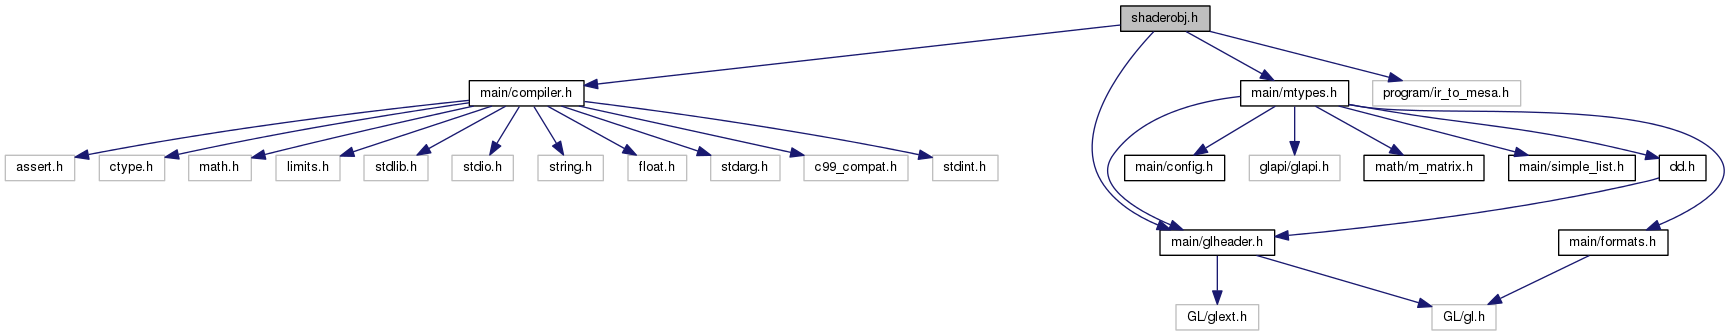 shaderobj.h
main/compiler.h
main/mtypes.h
program/ir_to_mesa.h
assert.h
ctype.h
math.h
limits.h
stdlib.h
stdio.h
string.h
float.h
stdarg.h
c99_compat.h
stdint.h
main/config.h
glapi/glapi.h
math/m_matrix.h
main/simple_list.h
dd.h
main/glheader.h
main/formats.h
GL/glext.h
GL/gl.h